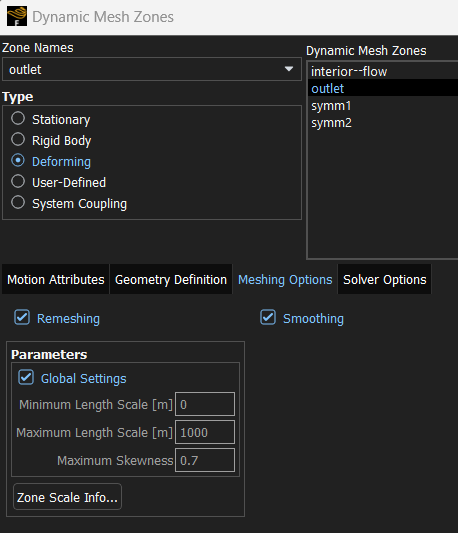 Dynamic Mesh Zones
Zone Names
outlet
Type
Stationary
Rigid Body
Deforming
User-Defined
System Coupling
Dynamic Mesh Zones
interior--flow
outlet
symm1
symm2
Motion Attributes Geometry Definition Meshing Options Solver Options
Remeshing Smoothing
Parameters
Global Settings
Minimum Length Scale [m] 0
Maximum Length Scale [m] 1000
Maximum Skewness 0.7
Zone Scale Info...